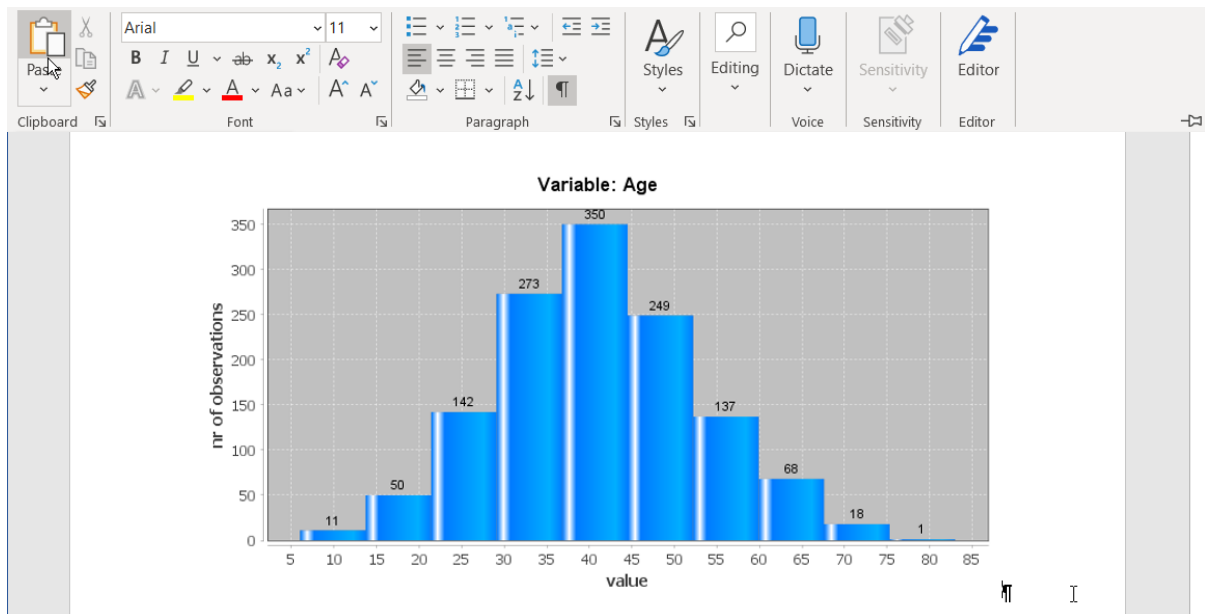 Arial 11
B I U ab x₂ x² A
Paste
Styles
Editing
Dictate
Sensitivity
Editor
A A Aa A^ Aˇ A Z ¶
Clipboard
Font
Paragraph
Styles
Voice
Sensitivity
Editor
Variable: Age
nr of observations
350
300
250
200
150
100
50
0
11
50
142
273
350
249
137
68
18
1
5 10 15 20 25 30 35 40 45 50 55 60 65 70 75 80 85
value
¶